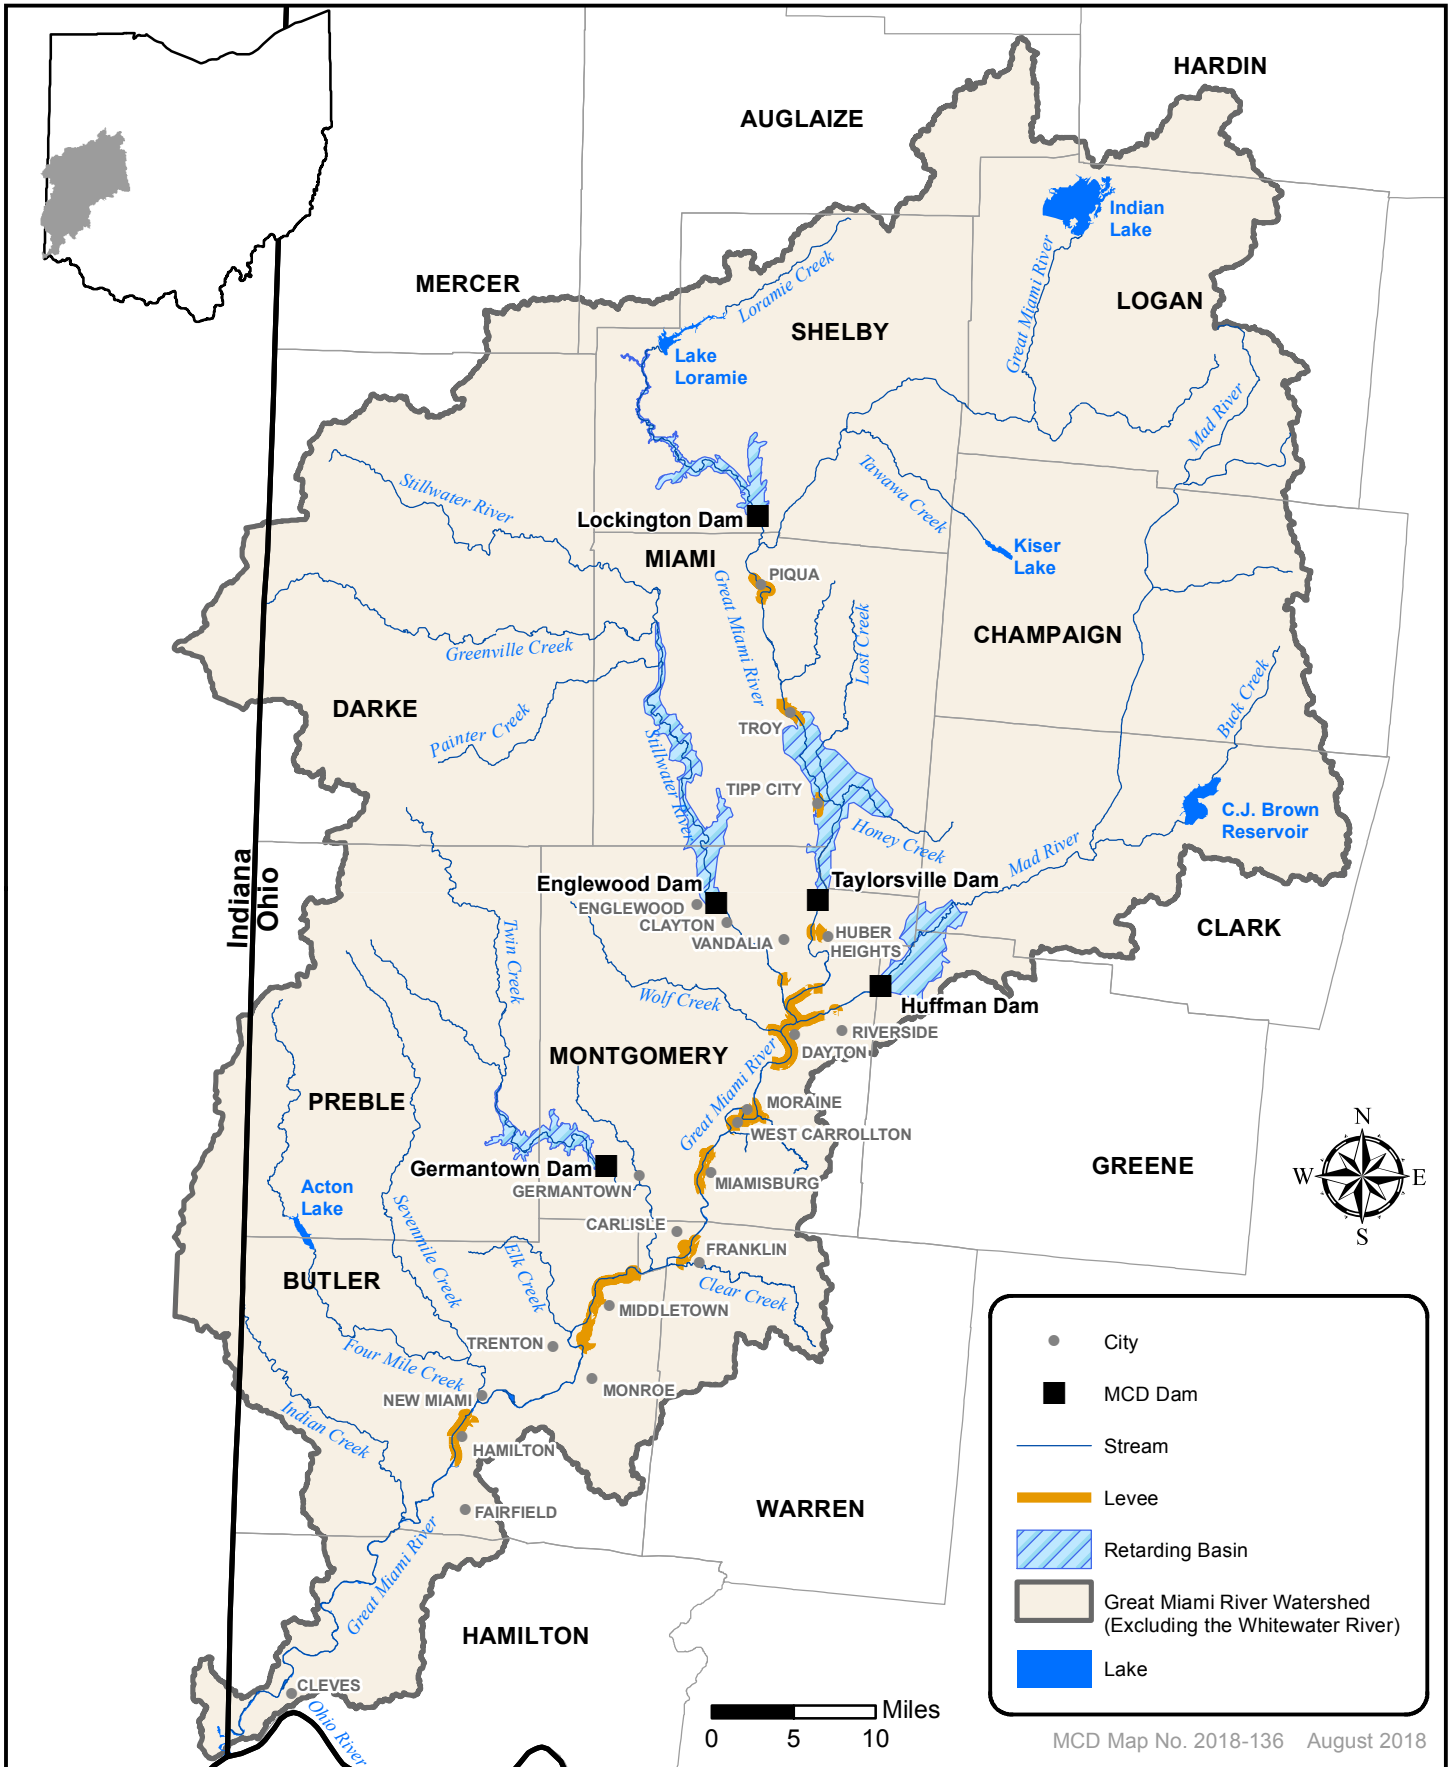 HARDIN
AUGLAIZE
Indian
Lake
MERCER
Great Miami River
LOGAN
Loramie Creek
SHELBY
Lake
Loramie
Mad River
Stillwater River
Tawawa Creek
Lockington Dam
Kiser
Lake
MIAMI
PIQUA
Great Miami River
Lost Creek
CHAMPAIGN
Greenville Creek
DARKE
Painter Creek
TROY
Buck Creek
Stillwater River
TIPP CITY
C.J. Brown
Reservoir
Honey Creek
Mad River
Indiana
Ohio
Englewood Dam
Taylorsville Dam
ENGLEWOOD
CLAYTON
VANDALIA
HUBER
HEIGHTS
CLARK
Twin Creek
Wolf Creek
Huffman Dam
RIVERSIDE
DAYTON
MONTGOMERY
Great Miami River
PREBLE
MORAINE
WEST CARROLLTON
N
W
E
S
Germantown Dam
GERMANTOWN
MIAMISBURG
GREENE
Acton
Lake
Sevenmile Creek
CARLISLE
FRANKLIN
Elk Creek
BUTLER
Clear Creek
MIDDLETOWN
TRENTON
Four Mile Creek
MONROE
NEW MIAMI
Indian Creek
HAMILTON
FAIRFIELD
WARREN
Great Miami River
HAMILTON
CLEVES
Ohio River
City
MCD Dam
Stream
Levee
Retarding Basin
Great Miami River Watershed
(Excluding the Whitewater River)
Lake
Miles
0 5 10
MCD Map No. 2018-136 August 2018